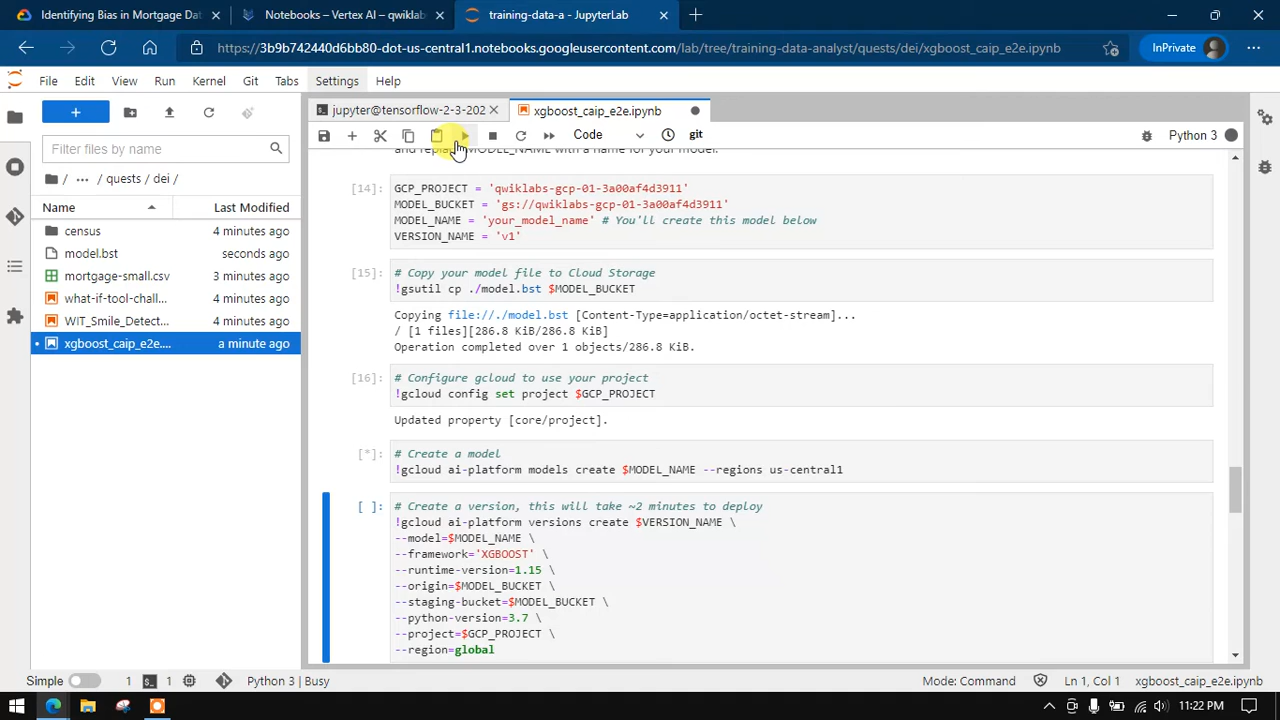 Identifying Bias in Mortgage Dat
Notebooks – Vertex AI – qwiklab
training-data-a - JupyterLab
https://3b9b742440d6bb80-dot-us-central1.notebooks.googleusercontent.com/lab/tree/training-data-analyst/quests/dei/xgboost_caip_e2e.ipynb
InPrivate
File Edit View Run Kernel Git Tabs Settings Help
jupyter@tensorflow-2-3-202
xgboost_caip_e2e.ipynb
Code
git
Python 3
Filter files by name
/ ... quests / dei /
Name Last Modified
census 4 minutes ago
model.bst seconds ago
mortgage-small.csv 3 minutes ago
what-if-tool-chall... 4 minutes ago
WIT_Smile_Detect... 4 minutes ago
xgboost_caip_e2e.... a minute ago
MODEL_NAME with a name for your model.
[14]: GCP_PROJECT = 'qwiklabs-gcp-01-3a00af4d3911'
MODEL_BUCKET = 'gs://qwiklabs-gcp-01-3a00af4d3911'
MODEL_NAME = 'your_model_name' # You'll create this model below
VERSION_NAME = 'v1'
[15]: # Copy your model file to Cloud Storage
!gsutil cp ./model.bst $MODEL_BUCKET
Copying file://./model.bst [Content-Type=application/octet-stream]...
/ [1 files][286.8 KiB/286.8 KiB]
Operation completed over 1 objects/286.8 KiB.
[16]: # Configure gcloud to use your project
!gcloud config set project $GCP_PROJECT
Updated property [core/project].
[*]: # Create a model
!gcloud ai-platform models create $MODEL_NAME --regions us-central1
[ ]: # Create a version, this will take ~2 minutes to deploy
!gcloud ai-platform versions create $VERSION_NAME \
--model=$MODEL_NAME \
--framework='XGBOOST' \
--runtime-version=1.15 \
--origin=$MODEL_BUCKET \
--staging-bucket=$MODEL_BUCKET \
--python-version=3.7 \
--project=$GCP_PROJECT \
--region=global
Simple 1 1 Python 3 | Busy Mode: Command Ln 1, Col 1 xgboost_caip_e2e.ipynb
11:22 PM